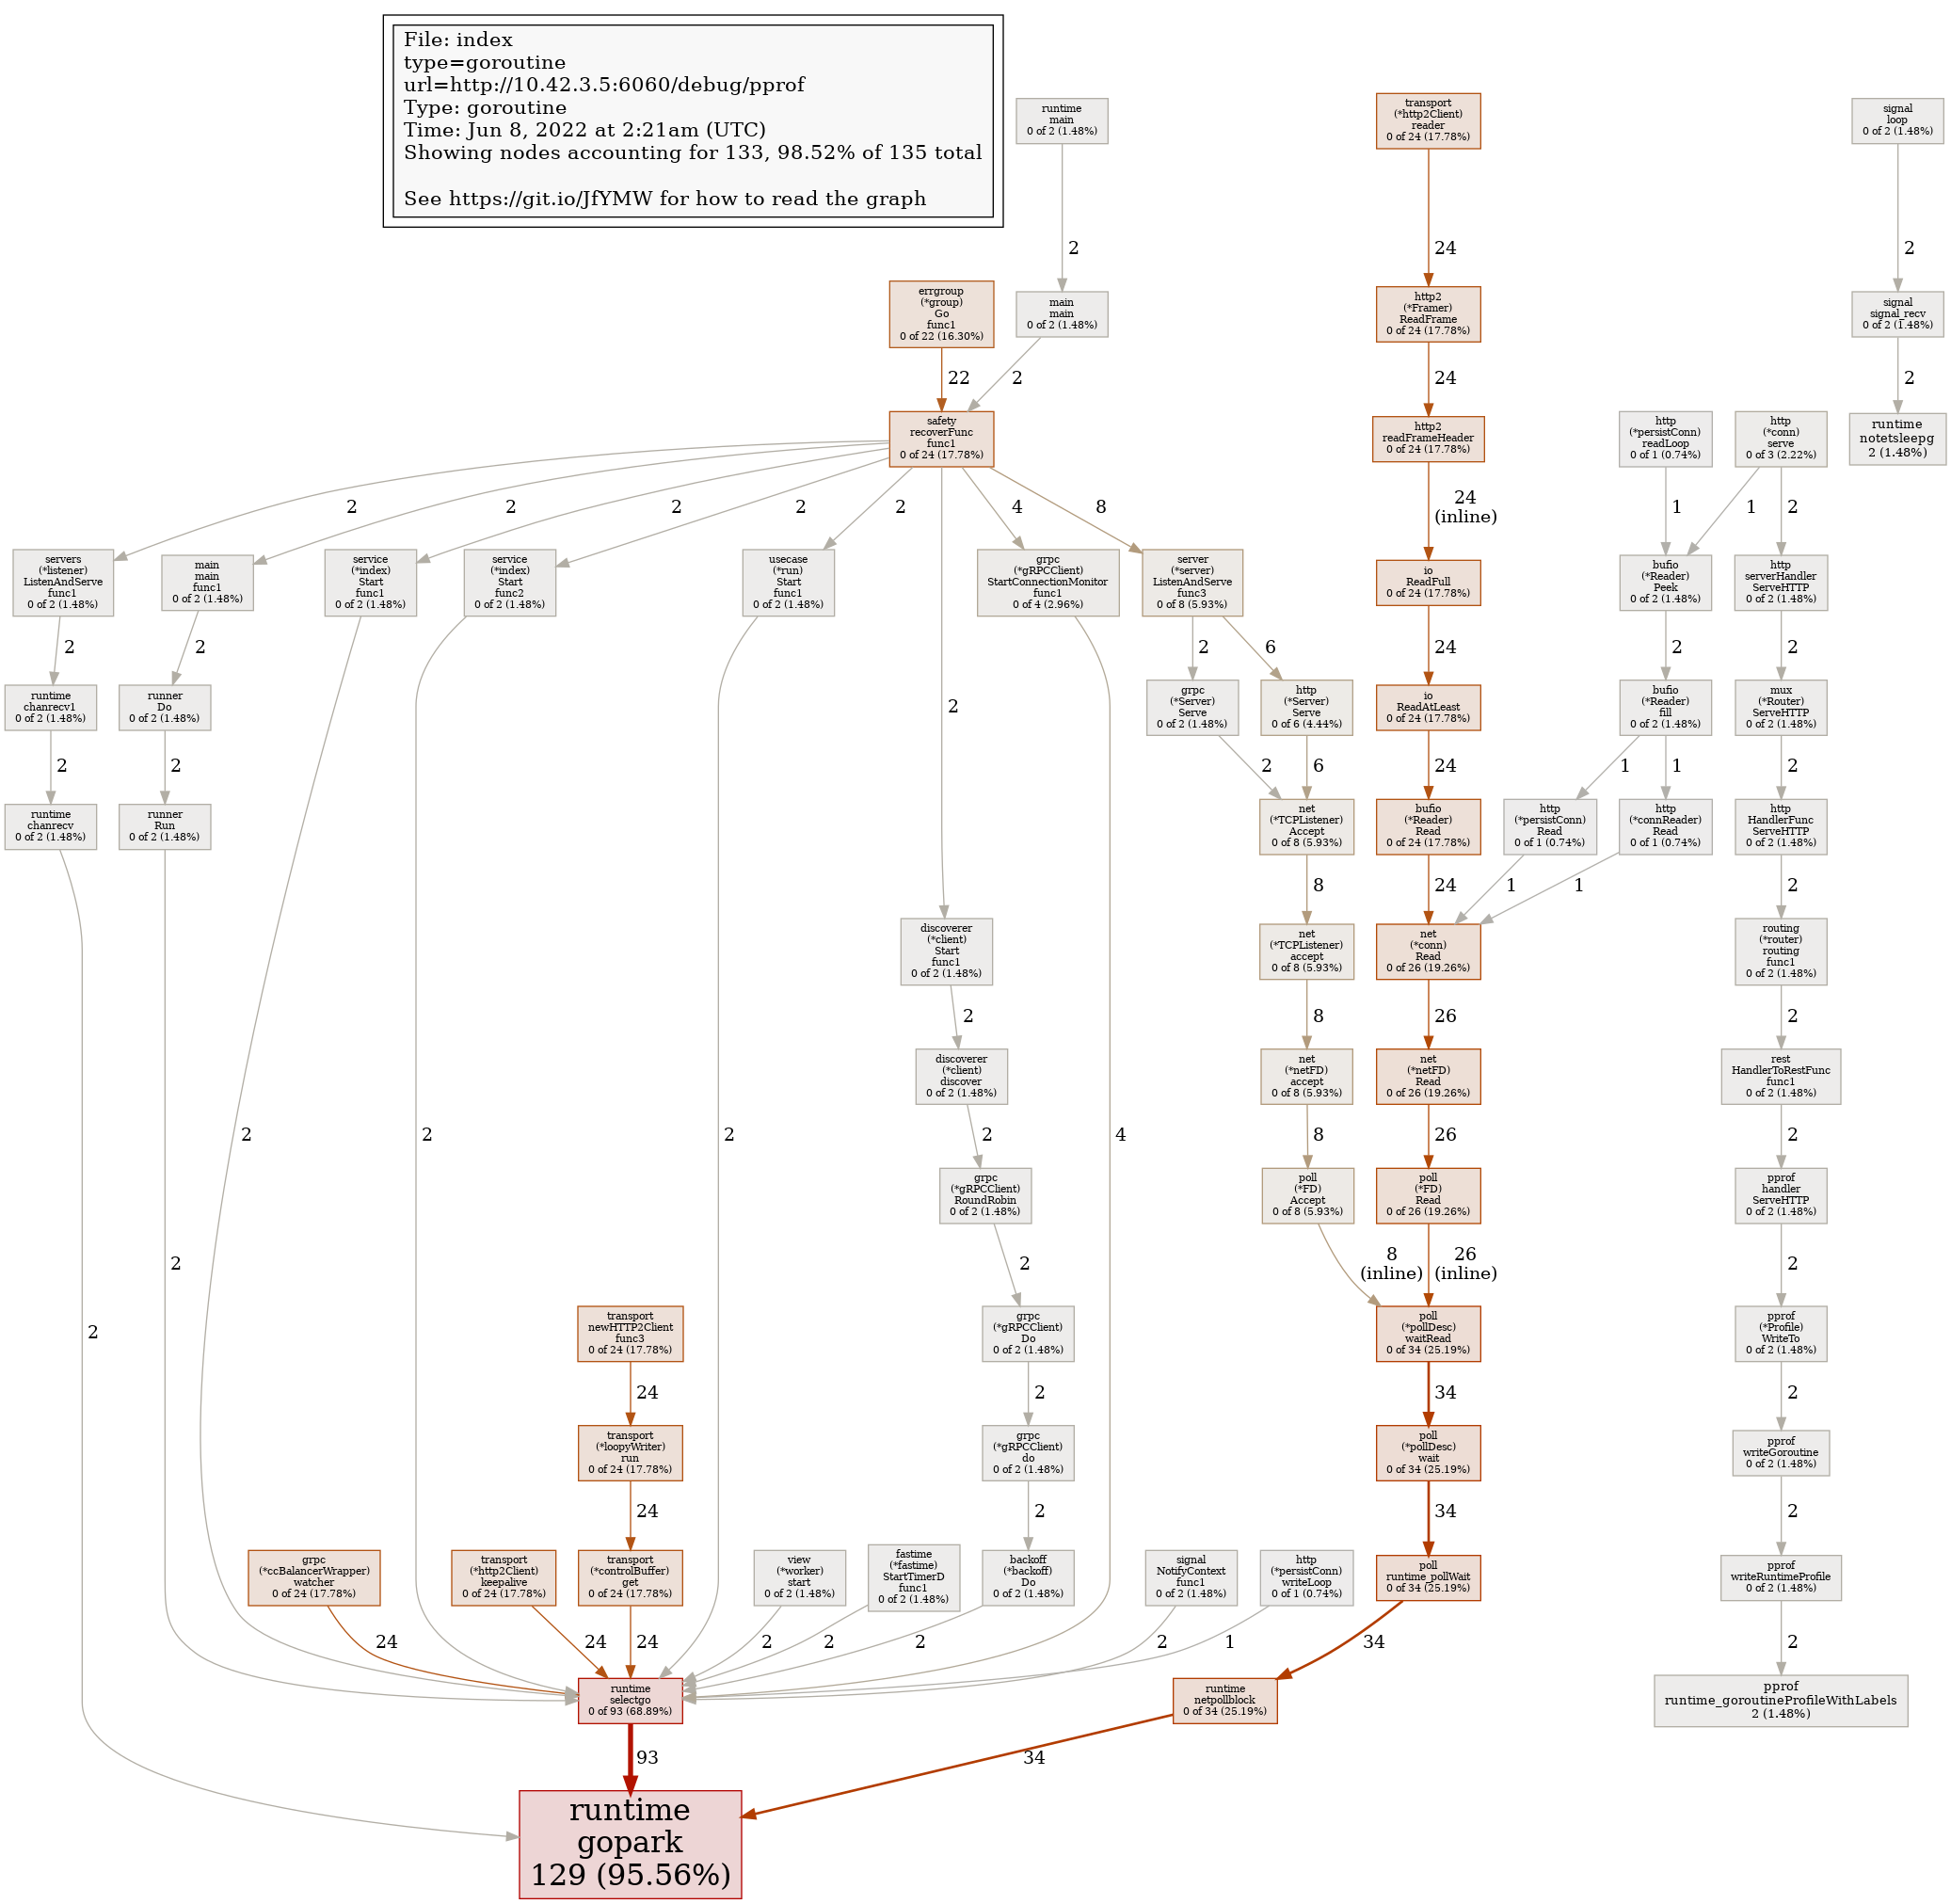 File: index
type=goroutine
url=http://10.42.3.5:6060/debug/pprof
Type: goroutine
Time: Jun 8, 2022 at 2:21am (UTC)
Showing nodes accounting for 133, 98.52% of 135 total
See https://git.io/JfYMW for how to read the graph
runtime
main
0 of 2 (1.48%)
transport
(*http2Client)
reader
0 of 24 (17.78%)
signal
loop
0 of 2 (1.48%)
2
24
2
errgroup
(*group)
Go
func1
0 of 22 (16.30%)
main
main
0 of 2 (1.48%)
http2
(*Framer)
ReadFrame
0 of 24 (17.78%)
signal
signal_recv
0 of 2 (1.48%)
22
2
24
2
safety
recoverFunc
func1
0 of 24 (17.78%)
http2
readFrameHeader
0 of 24 (17.78%)
http
(*persistConn)
readLoop
0 of 1 (0.74%)
http
(*conn)
serve
0 of 3 (2.22%)
runtime
notetsleepg
2 (1.48%)
2
2
2
2
2
4
8
24
(inline)
1
1
2
servers
(*listener)
ListenAndServe
func1
0 of 2 (1.48%)
main
main
func1
0 of 2 (1.48%)
service
(*index)
Start
func1
0 of 2 (1.48%)
service
(*index)
Start
func2
0 of 2 (1.48%)
usecase
(*run)
Start
func1
0 of 2 (1.48%)
grpc
(*gRPCClient)
StartConnectionMonitor
func1
0 of 4 (2.96%)
server
(*server)
ListenAndServe
func3
0 of 8 (5.93%)
io
ReadFull
0 of 24 (17.78%)
bufio
(*Reader)
Peek
0 of 2 (1.48%)
http
serverHandler
ServeHTTP
0 of 2 (1.48%)
2
2
2
2
6
24
2
2
runtime
chanrecv1
0 of 2 (1.48%)
runner
Do
0 of 2 (1.48%)
grpc
(*Server)
Serve
0 of 2 (1.48%)
http
(*Server)
Serve
0 of 6 (4.44%)
io
ReadAtLeast
0 of 24 (17.78%)
bufio
(*Reader)
fill
0 of 2 (1.48%)
mux
(*Router)
ServeHTTP
0 of 2 (1.48%)
2
2
2
6
24
1
1
2
runtime
chanrecv
0 of 2 (1.48%)
runner
Run
0 of 2 (1.48%)
net
(*TCPListener)
Accept
0 of 8 (5.93%)
bufio
(*Reader)
Read
0 of 24 (17.78%)
http
(*persistConn)
Read
0 of 1 (0.74%)
http
(*connReader)
Read
0 of 1 (0.74%)
http
HandlerFunc
ServeHTTP
0 of 2 (1.48%)
8
24
1
1
2
discoverer
(*client)
Start
func1
0 of 2 (1.48%)
net
(*TCPListener)
accept
0 of 8 (5.93%)
net
(*conn)
Read
0 of 26 (19.26%)
routing
(*router)
routing
func1
0 of 2 (1.48%)
2
8
26
2
discoverer
(*client)
discover
0 of 2 (1.48%)
net
(*netFD)
accept
0 of 8 (5.93%)
net
(*netFD)
Read
0 of 26 (19.26%)
rest
HandlerToRestFunc
func1
0 of 2 (1.48%)
2
2
2
2
4
8
26
2
grpc
(*gRPCClient)
RoundRobin
0 of 2 (1.48%)
poll
(*FD)
Accept
0 of 8 (5.93%)
poll
(*FD)
Read
0 of 26 (19.26%)
pprof
handler
ServeHTTP
0 of 2 (1.48%)
2
2
8
(inline)
26
(inline)
2
2
transport
newHTTP2Client
func3
0 of 24 (17.78%)
grpc
(*gRPCClient)
Do
0 of 2 (1.48%)
poll
(*pollDesc)
waitRead
0 of 34 (25.19%)
pprof
(*Profile)
WriteTo
0 of 2 (1.48%)
24
2
34
2
transport
(*loopyWriter)
run
0 of 24 (17.78%)
grpc
(*gRPCClient)
do
0 of 2 (1.48%)
poll
(*pollDesc)
wait
0 of 34 (25.19%)
pprof
writeGoroutine
0 of 2 (1.48%)
24
2
34
2
grpc
(*ccBalancerWrapper)
watcher
0 of 24 (17.78%)
transport
(*http2Client)
keepalive
0 of 24 (17.78%)
transport
(*controlBuffer)
get
0 of 24 (17.78%)
view
(*worker)
start
0 of 2 (1.48%)
fastime
(*fastime)
StartTimerD
func1
0 of 2 (1.48%)
backoff
(*backoff)
Do
0 of 2 (1.48%)
signal
NotifyContext
func1
0 of 2 (1.48%)
http
(*persistConn)
writeLoop
0 of 1 (0.74%)
poll
runtime_pollWait
0 of 34 (25.19%)
pprof
writeRuntimeProfile
0 of 2 (1.48%)
24
24
24
2
2
2
2
1
34
2
runtime
selectgo
0 of 93 (68.89%)
runtime
netpollblock
0 of 34 (25.19%)
pprof
runtime_goroutineProfileWithLabels
2 (1.48%)
93
34
runtime
gopark
129 (95.56%)